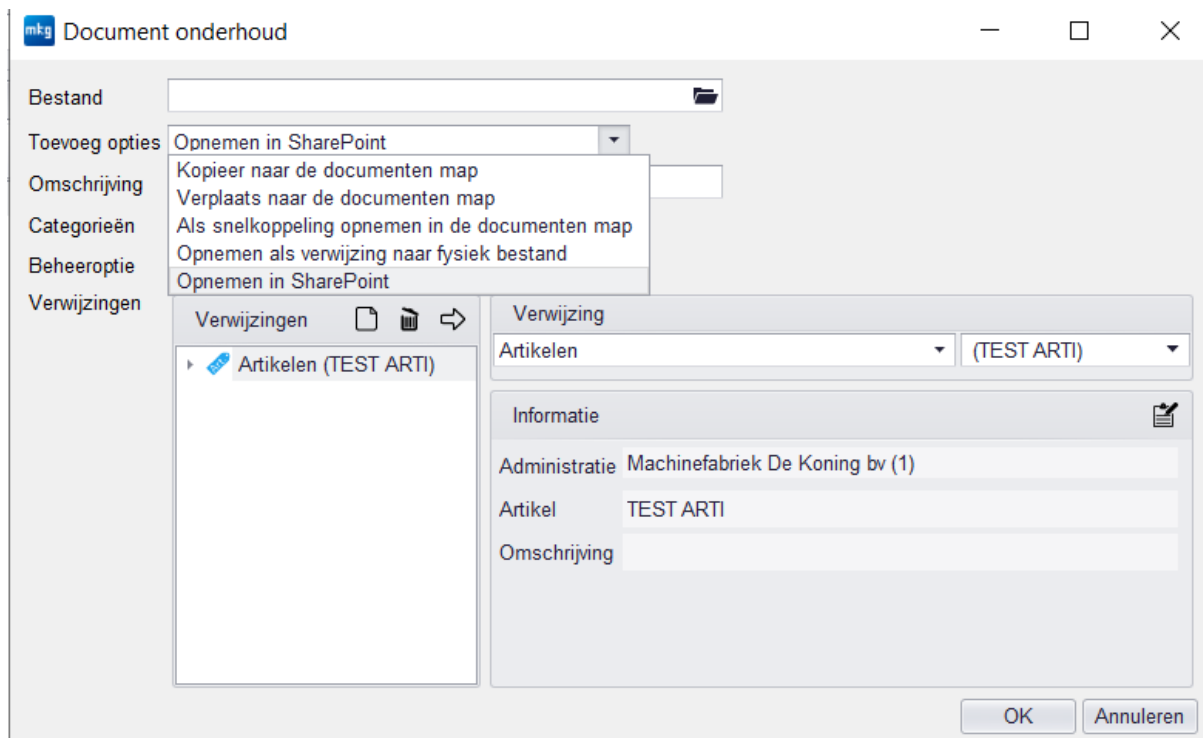 mkg Document onderhoud
Bestand
Toevoeg opties Opnemen in SharePoint
Kopieer naar de documenten map
Omschrijving
Verplaats naar de documenten map
Categorieën
Als snelkoppeling opnemen in de documenten map
Opnemen als verwijzing naar fysiek bestand
Beheeroptie
Opnemen in SharePoint
Verwijzingen
Verwijzingen
Verwijzing
Artikelen (TEST ARTI)
Artikelen (TEST ARTI)
Informatie
Administratie Machinefabriek De Koning bv (1)
Artikel TEST ARTI
Omschrijving
OK Annuleren